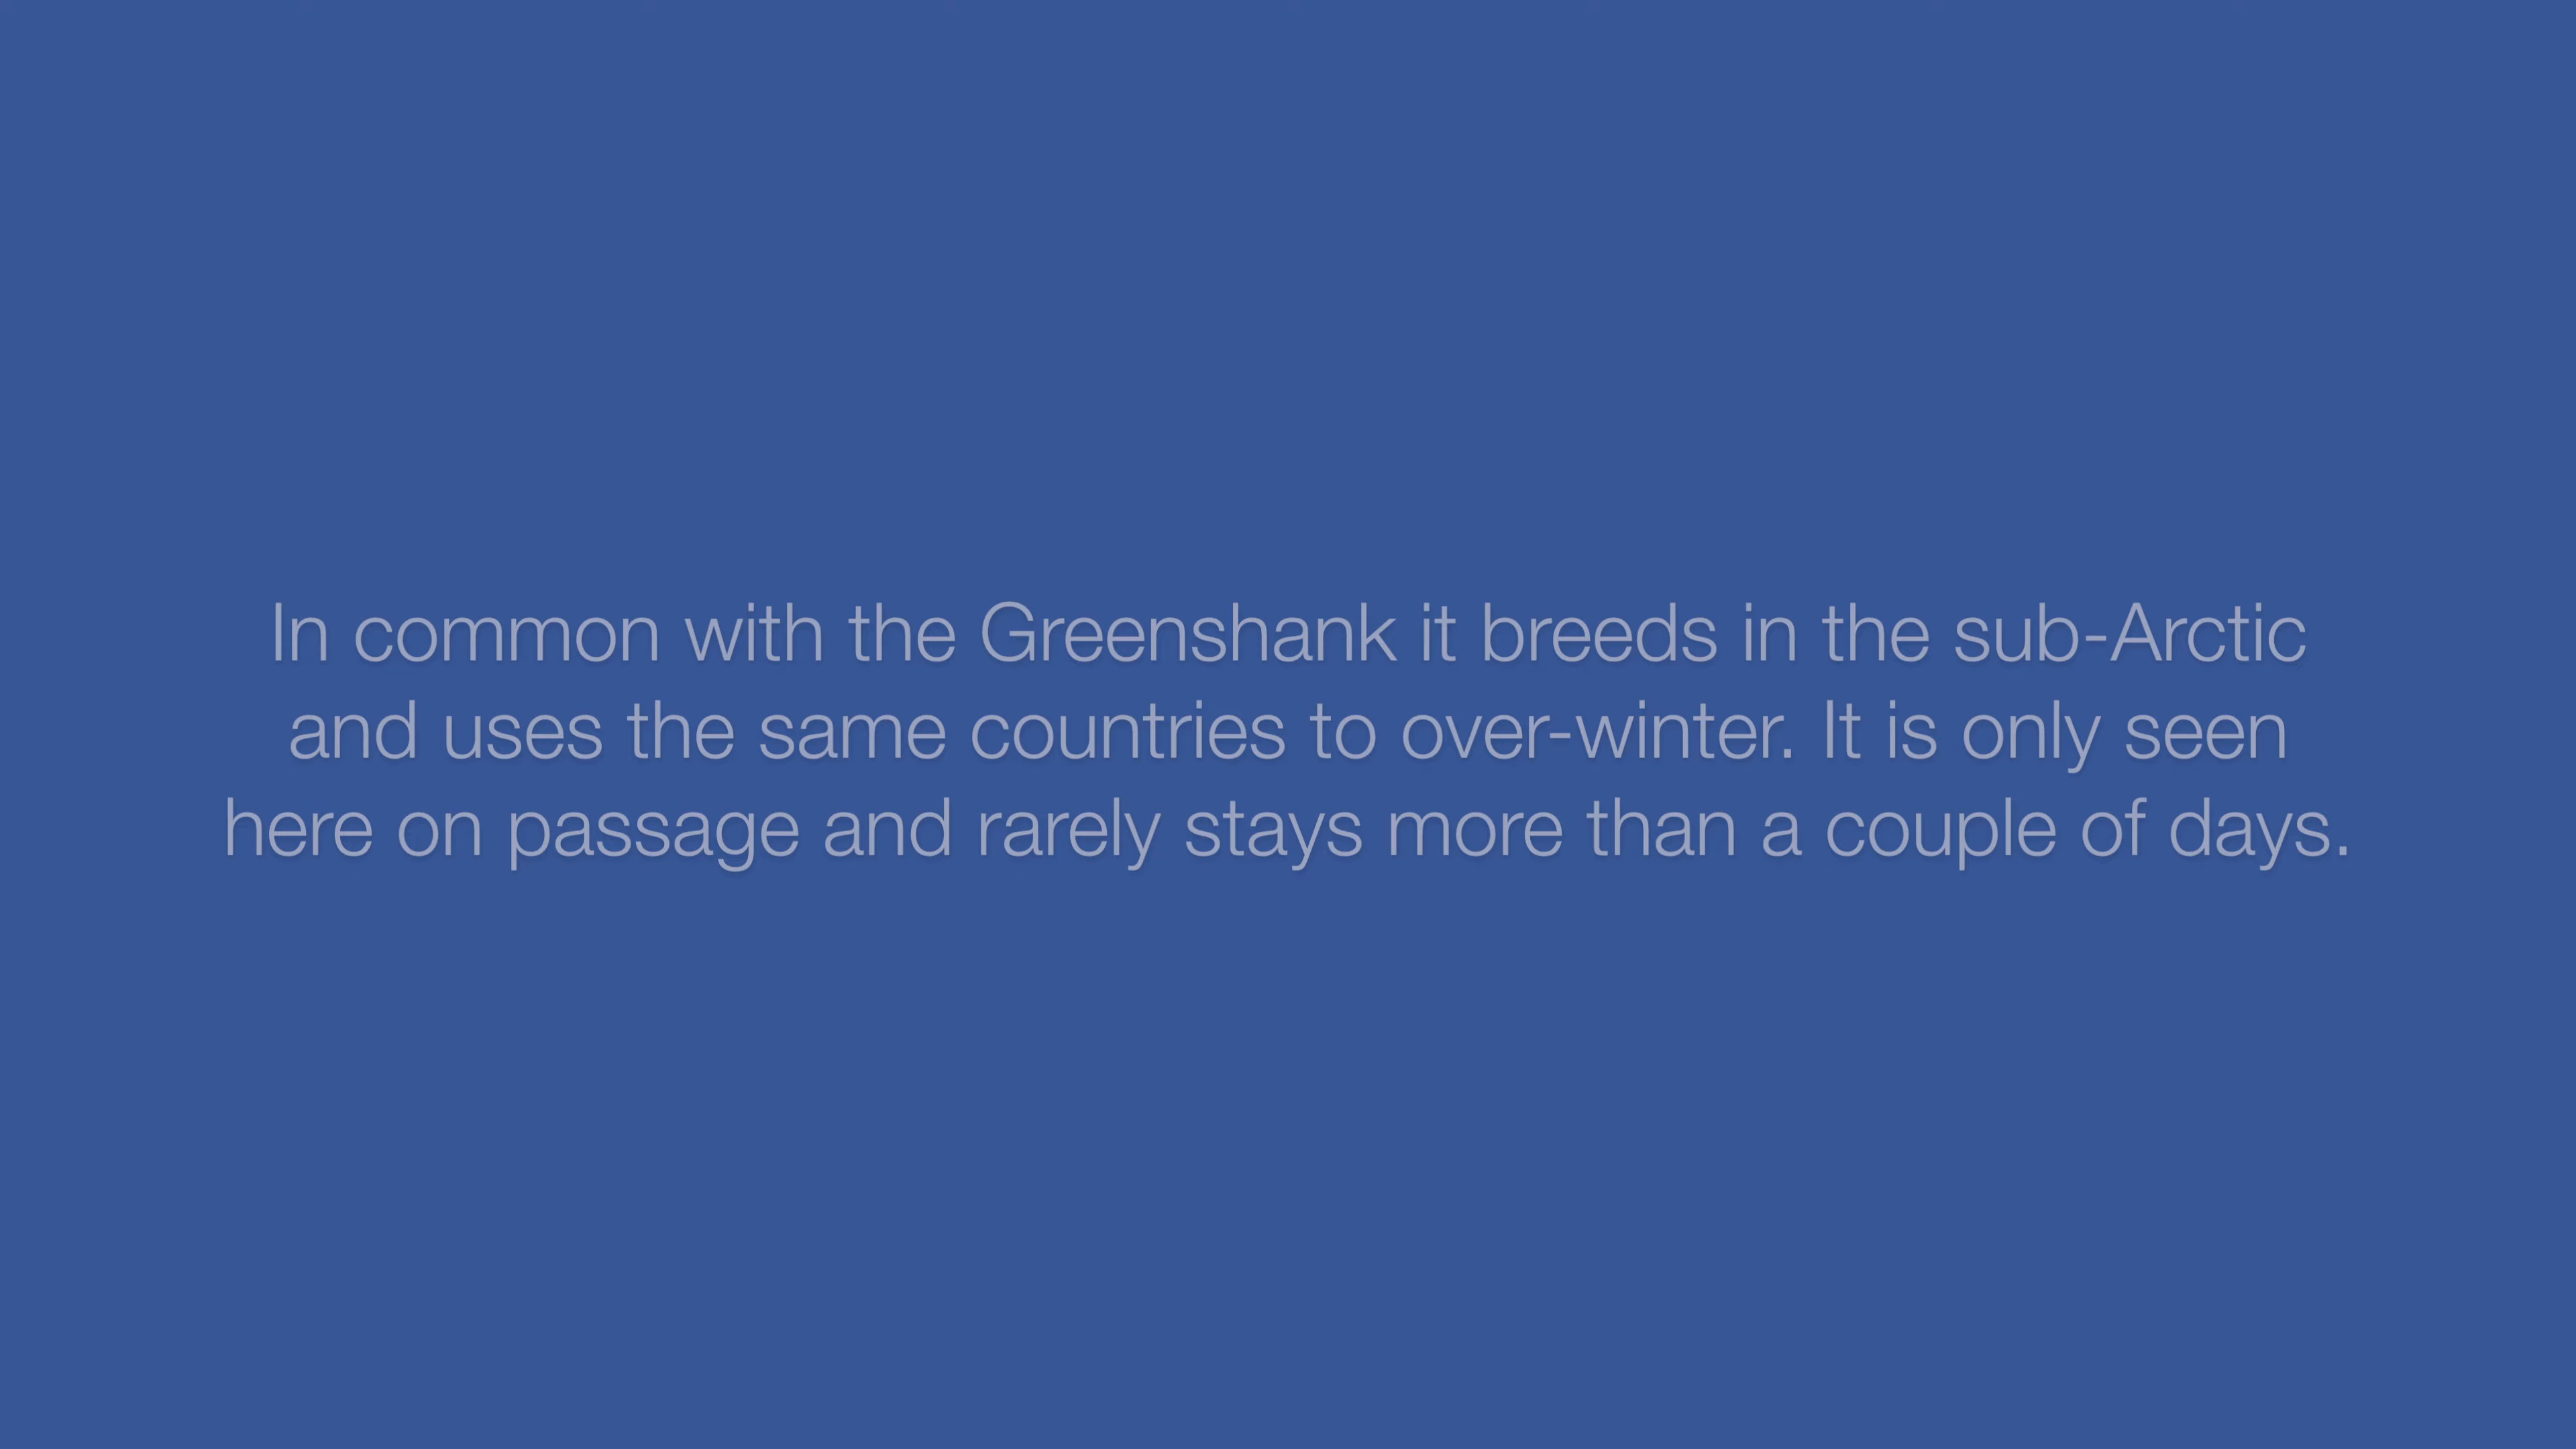 In common with the Greenshank it breeds in the sub-Arctic
and uses the same countries to over-winter. It is only seen
here on passage and rarely stays more than a couple of days.